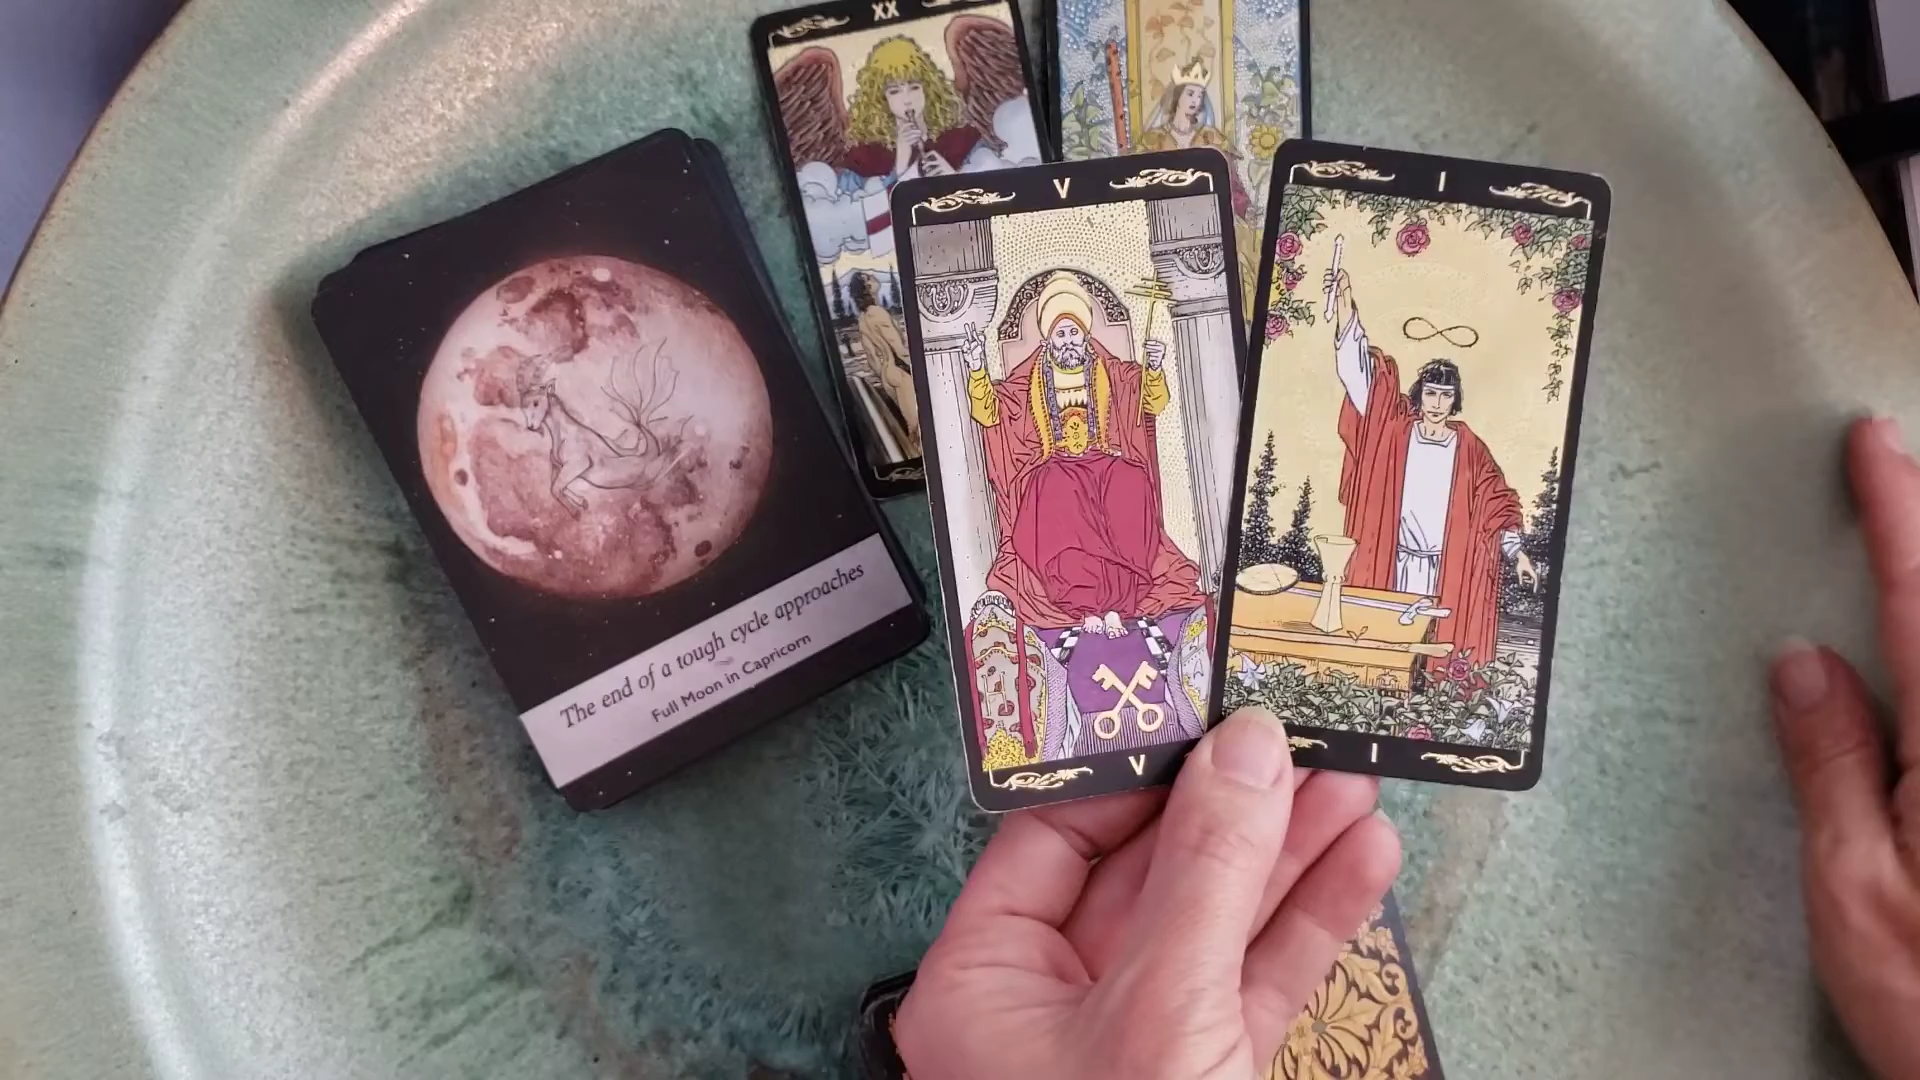 XX
V
I
The end of a tough cycle approaches
Full Moon in Capricorn
V
I